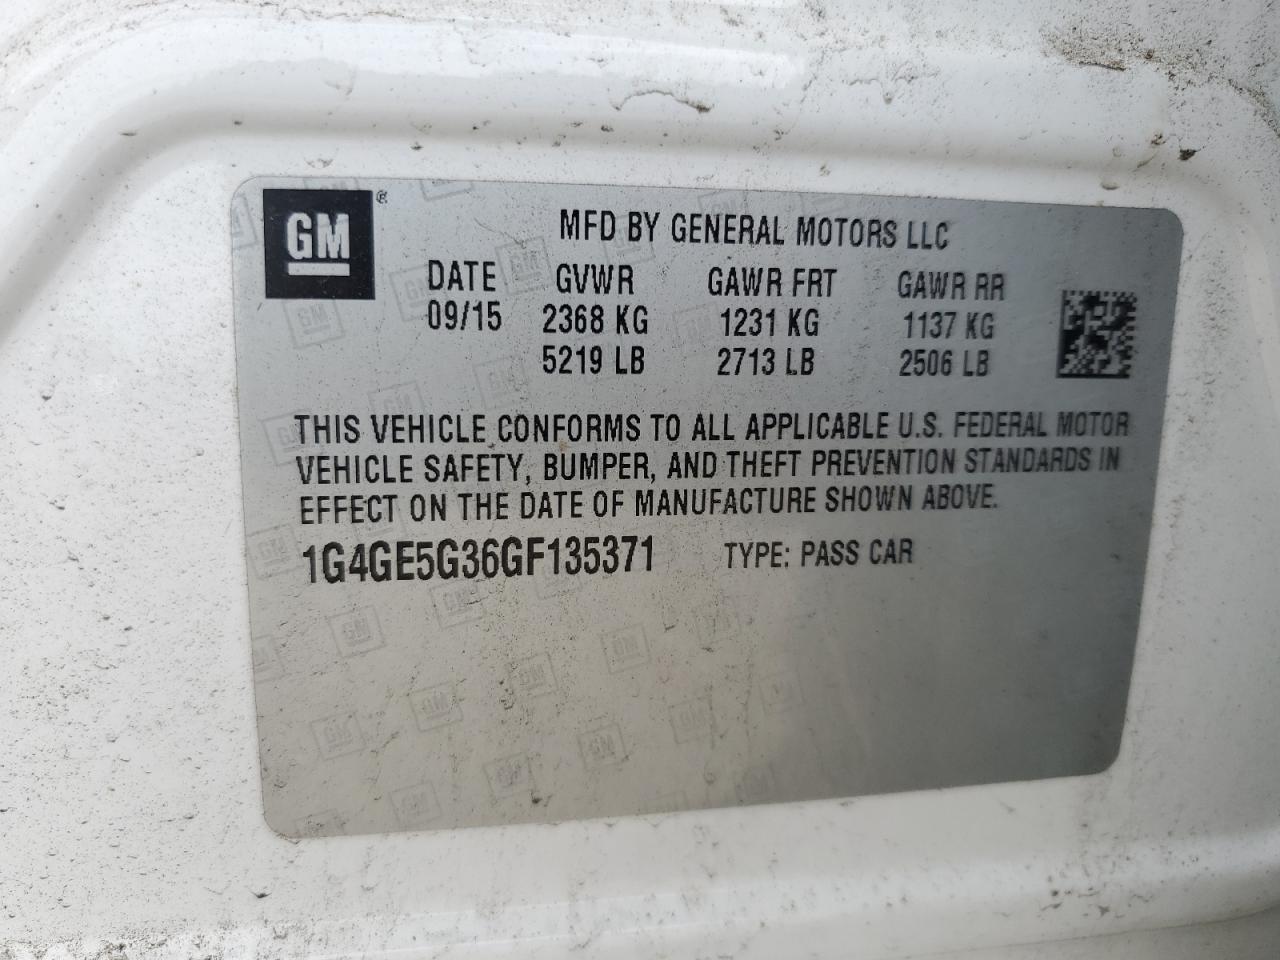 GM®
MFD BY GENERAL MOTORS LLC
DATE GVWR GAWR FRT GAWR RR
09/15 2368 KG 1231 KG 1137 KG
5219 LB 2713 LB 2506 LB
THIS VEHICLE CONFORMS TO ALL APPLICABLE U.S. FEDERAL MOTOR
VEHICLE SAFETY, BUMPER, AND THEFT PREVENTION STANDARDS IN
EFFECT ON THE DATE OF MANUFACTURE SHOWN ABOVE.
1G4GE5G36GF135371 TYPE: PASS CAR